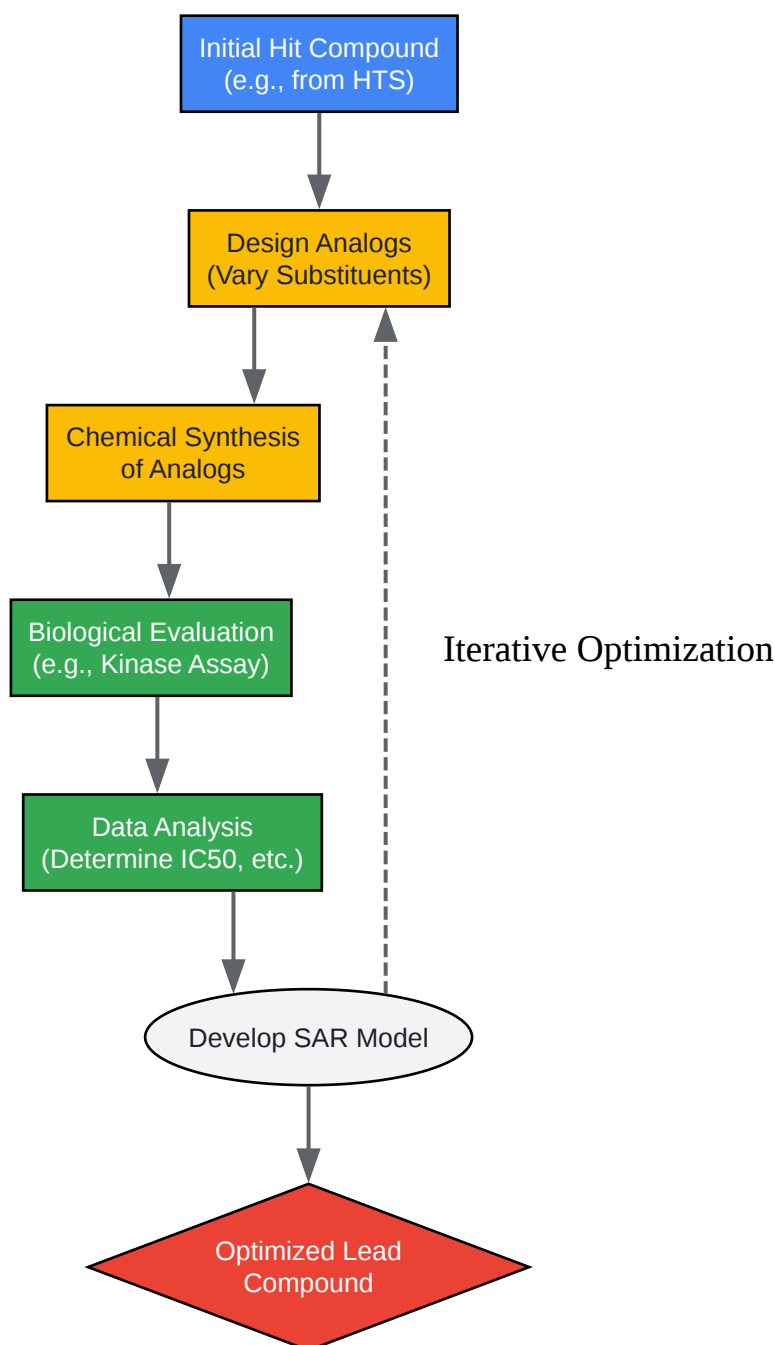 Initial Hit Compound
(e.g., from HTS)
Design Analogs
(Vary Substituents)
Chemical Synthesis
of Analogs
Biological Evaluation
(e.g., Kinase Assay)
Iterative Optimization
Data Analysis
(Determine IC50, etc.)
Develop SAR Model
Optimized Lead
Compound